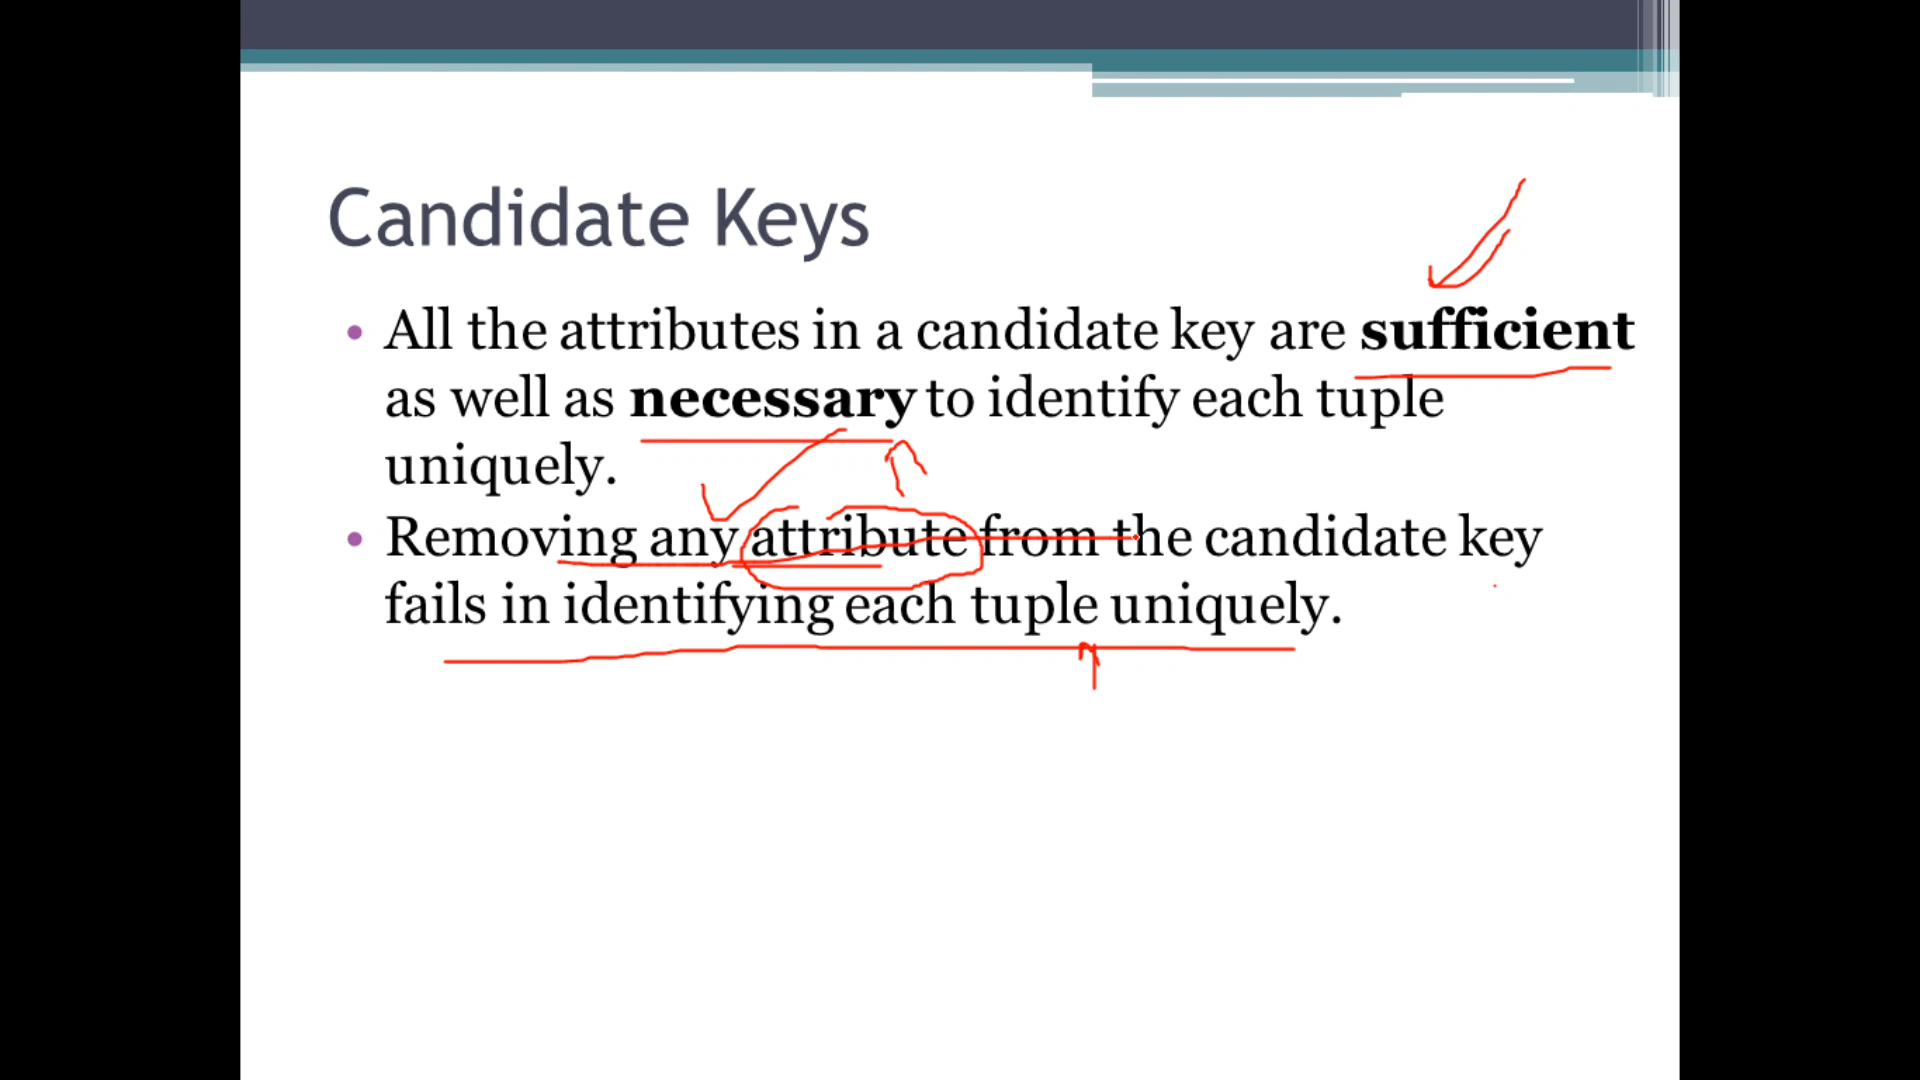 Candidate Keys
• All the attributes in a candidate key are sufficient
as well as necessary to identify each tuple
uniquely.
• Removing any attribute from the candidate key
fails in identifying each tuple uniquely.